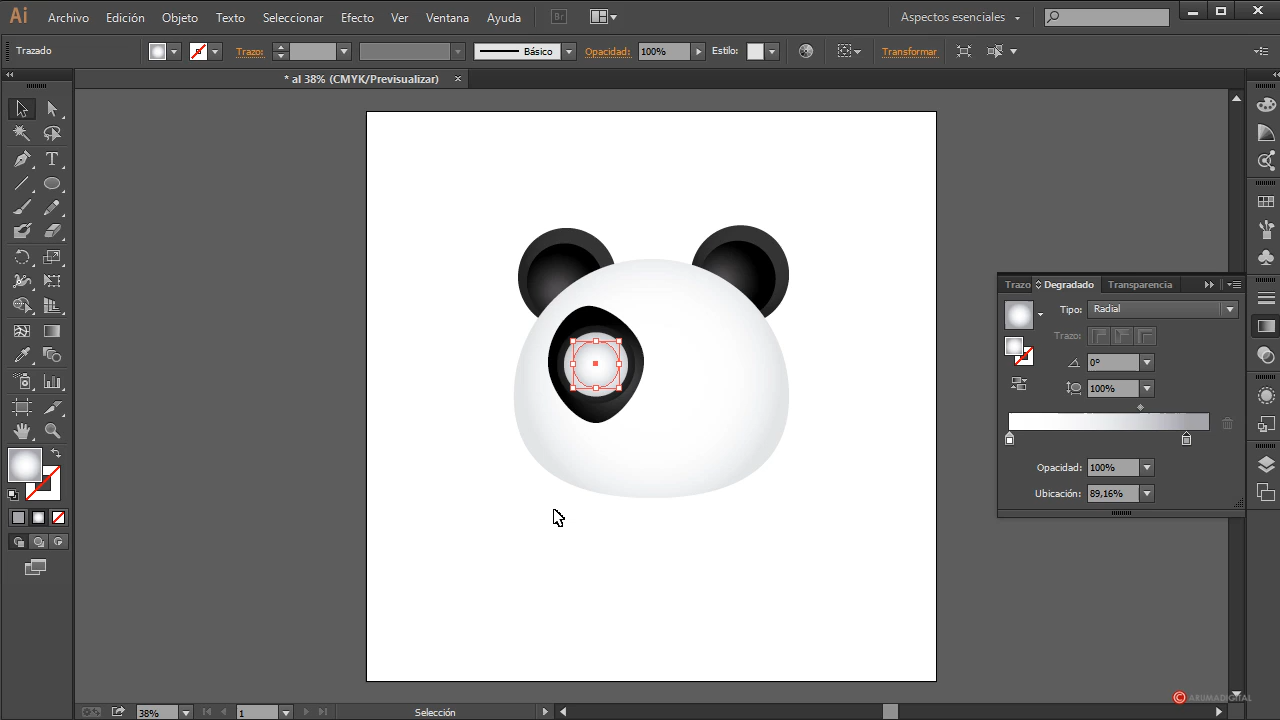 Ai Archivo Edición Objeto Texto Seleccionar Efecto Ver Ventana Ayuda Br Aspectos esenciales
Trazado Trazo: Básico Opacidad: 100% Estilo: Transformar
* al 38% (CMYK/Previsualizar) ×
Trazo Degradado Transparencia
Tipo: Radial
Trazo:
0º
100%
Opacidad: 100%
Ubicación: 89,16%
© ARUMADIGITAL
38% 1 Selección